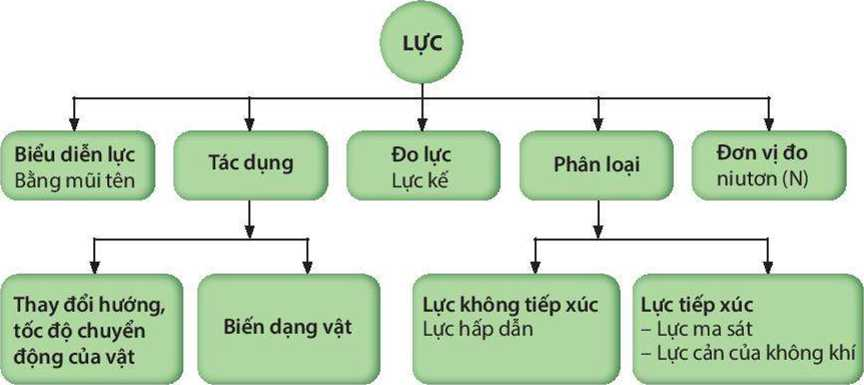 LỰC
Biểu diễn lực
Bằng mũi tên
Tác dụng
Đo lực
Lực kế
Phân loại
Đơn vị đo
niutơn (N)
Thay đổi hướng,
tốc độ chuyển
động của vật
Biến dạng vật
Lực không tiếp xúc
Lực hấp dẫn
Lực tiếp xúc
– Lực ma sát
– Lực cản của không khí